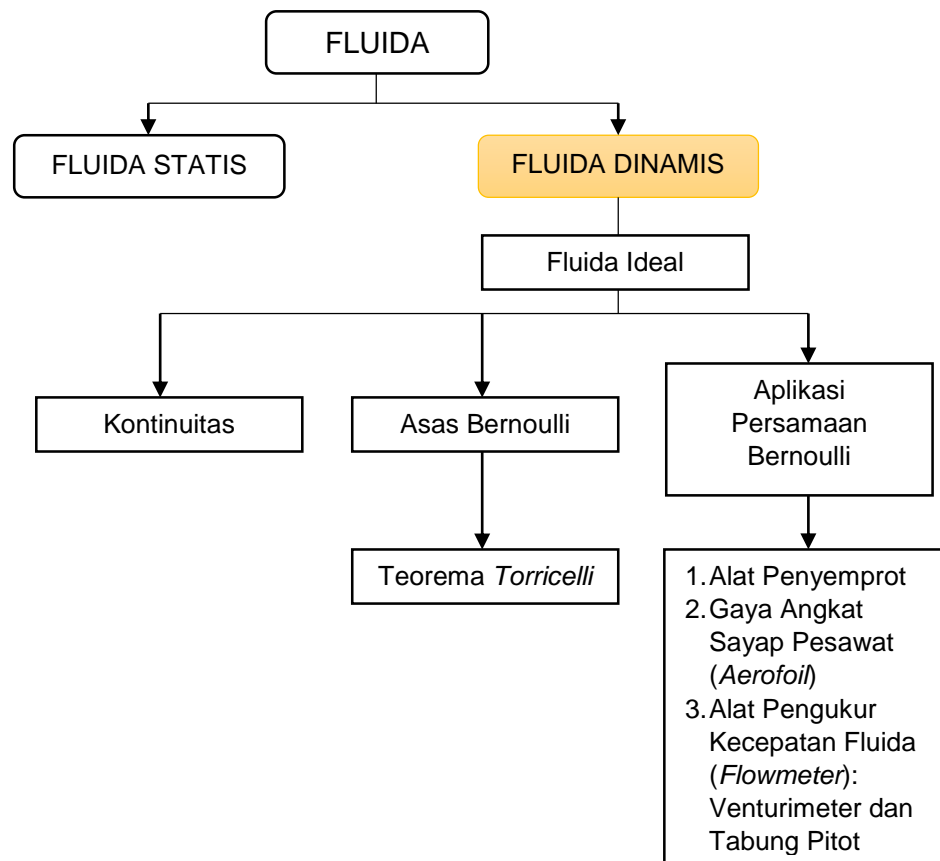 FLUIDA
FLUIDA STATIS
FLUIDA DINAMIS
Fluida Ideal
Kontinuitas
Asas Bernoulli
Aplikasi
Persamaan
Bernoulli
Teorema Torricelli
1. Alat Penyemprot
2. Gaya Angkat
Sayap Pesawat
(Aerofoil)
3. Alat Pengukur
Kecepatan Fluida
(Flowmeter):
Venturimeter dan
Tabung Pitot